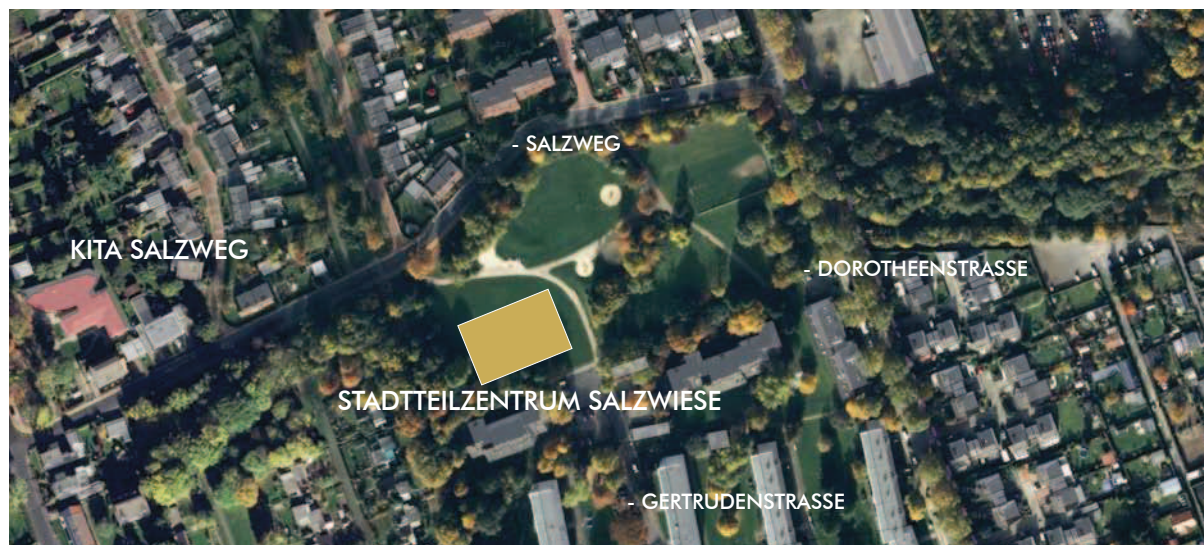 - SALZWEG
KITA SALZWEG
- DOROTHEENSTRASSE
STADTTEILZENTRUM SALZWIESE
- GERTRUDENSTRASSE